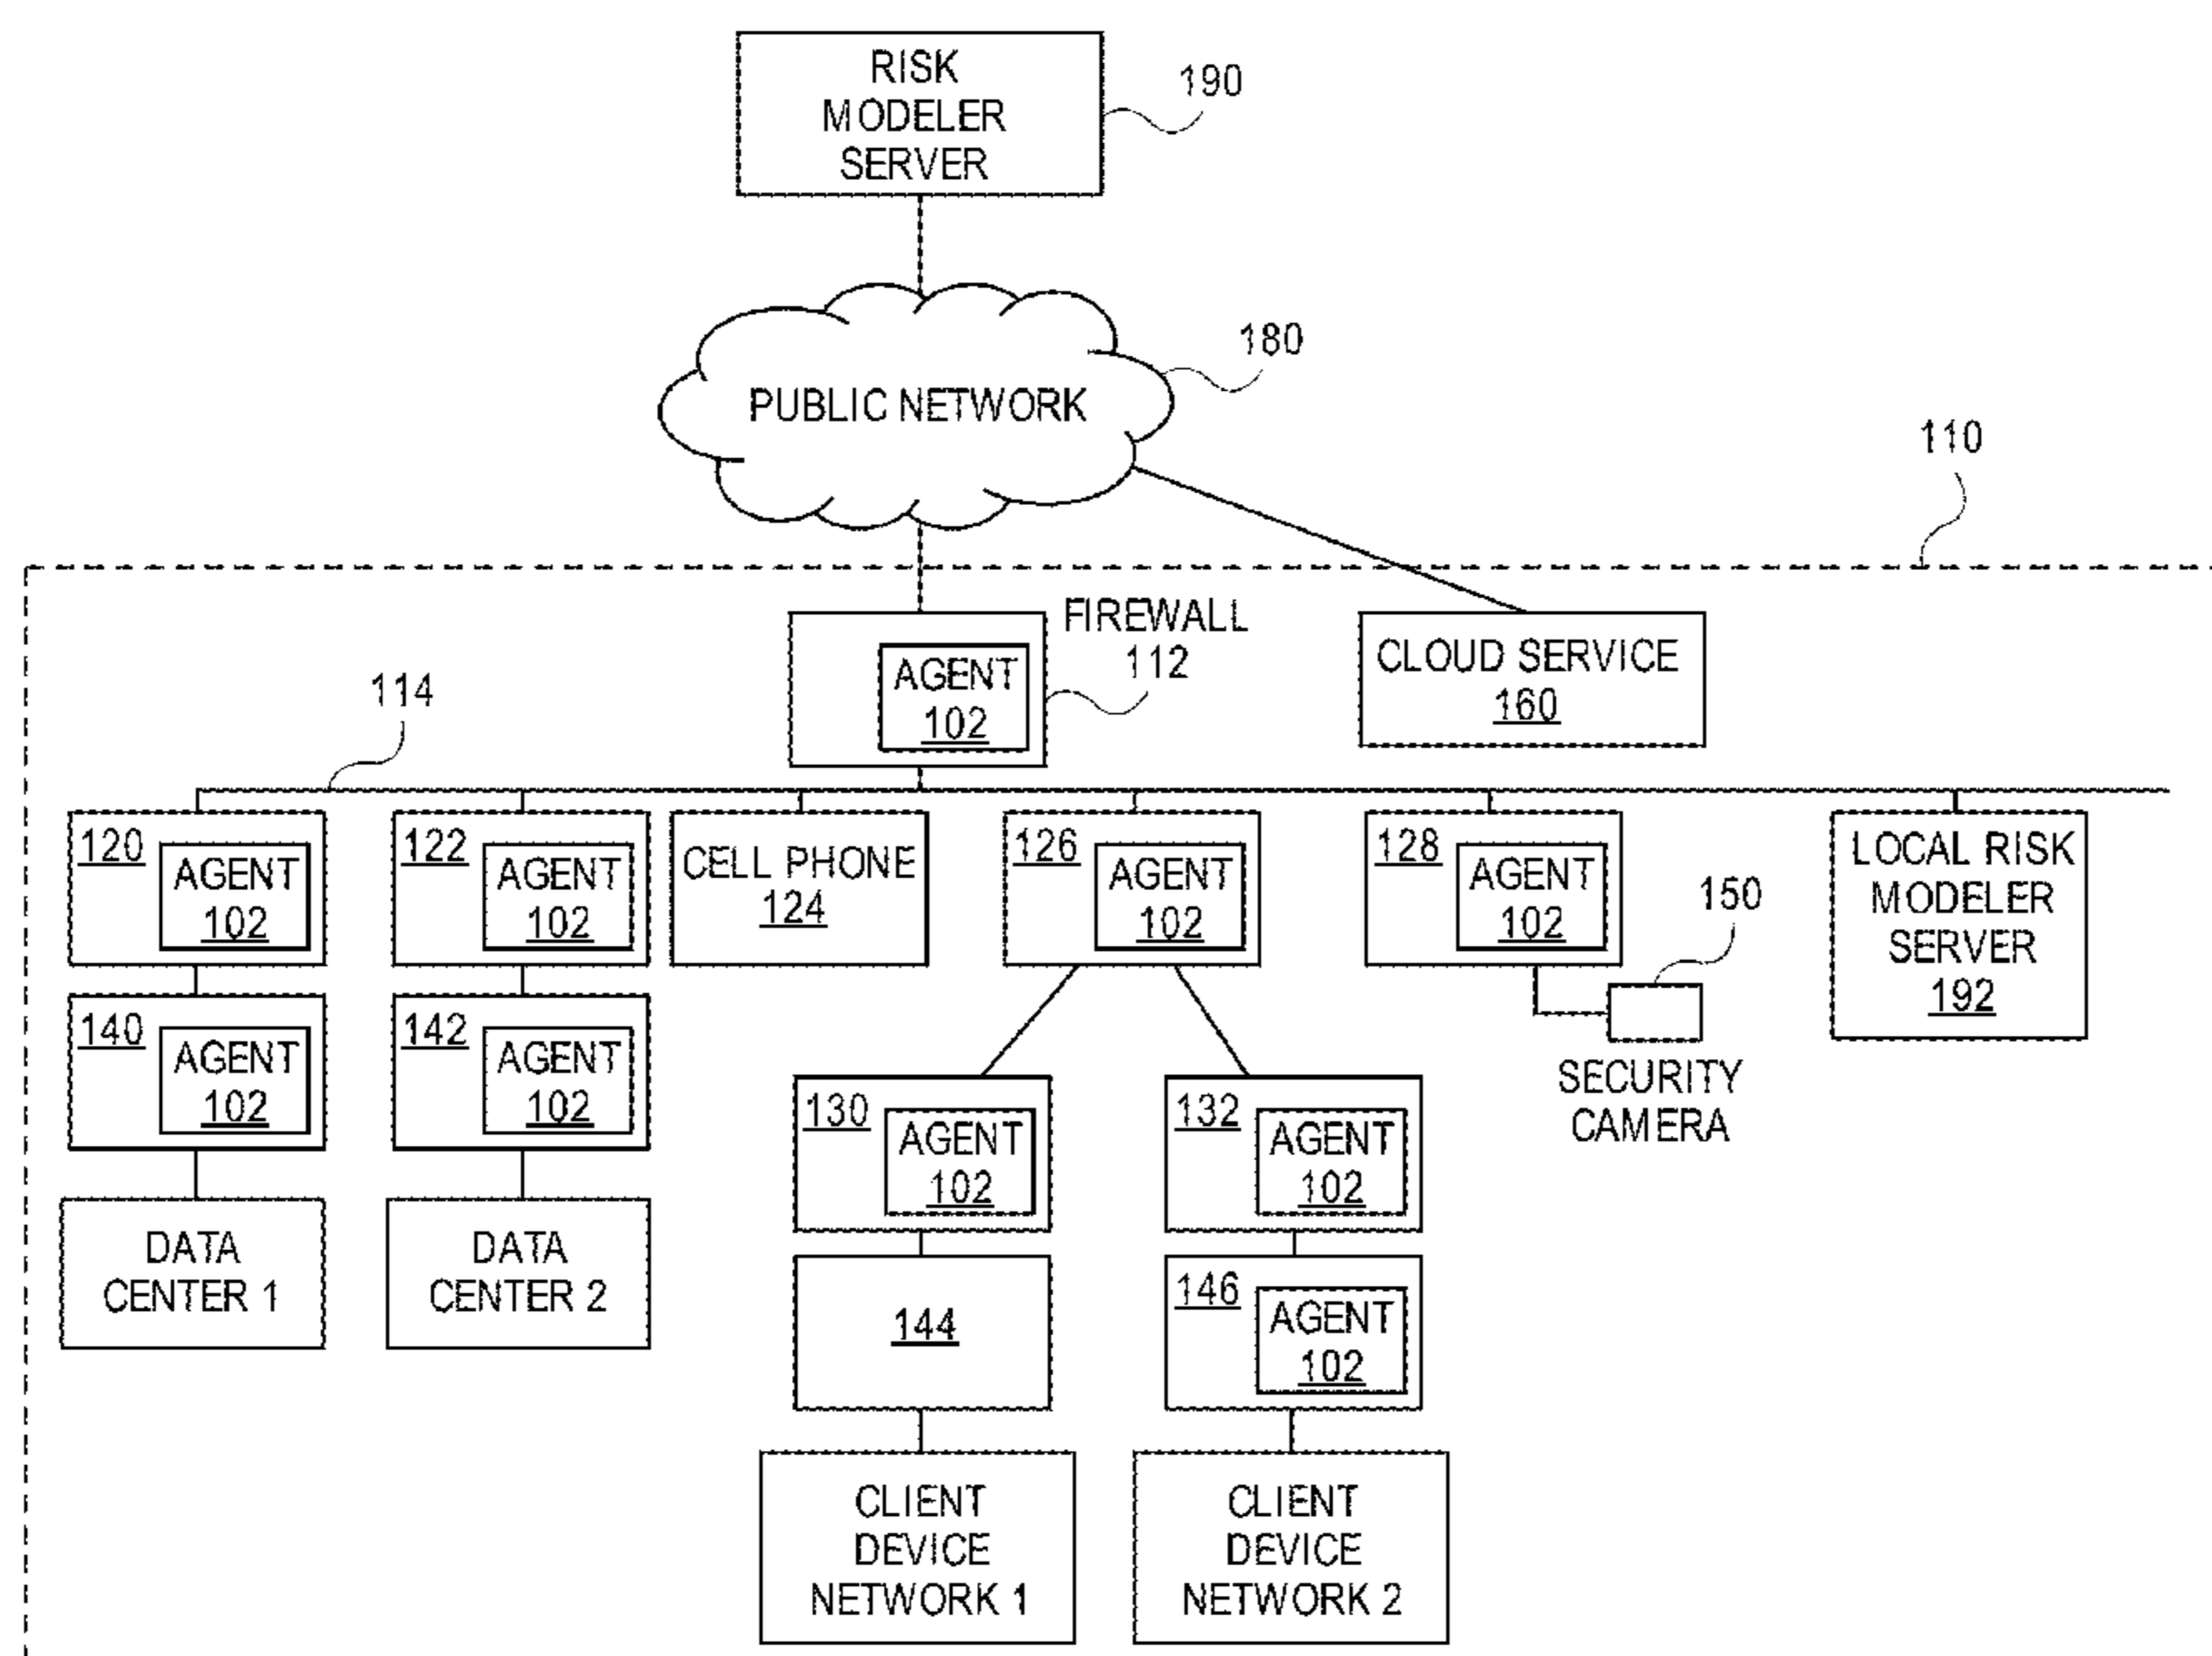 RISK
MODELER
SERVER
190
PUBLIC NETWORK
180
110
FIREWALL
112
AGENT
102
CLOUD SERVICE
160
114
120
AGENT
102
122
AGENT
102
CELL PHONE
124
126
AGENT
102
128
AGENT
102
LOCAL RISK
MODELER
SERVER
192
150
SECURITY
CAMERA
140
AGENT
102
142
AGENT
102
130
AGENT
102
132
AGENT
102
DATA
CENTER 1
DATA
CENTER 2
144
146
AGENT
102
CLIENT
DEVICE
NETWORK 1
CLIENT
DEVICE
NETWORK 2